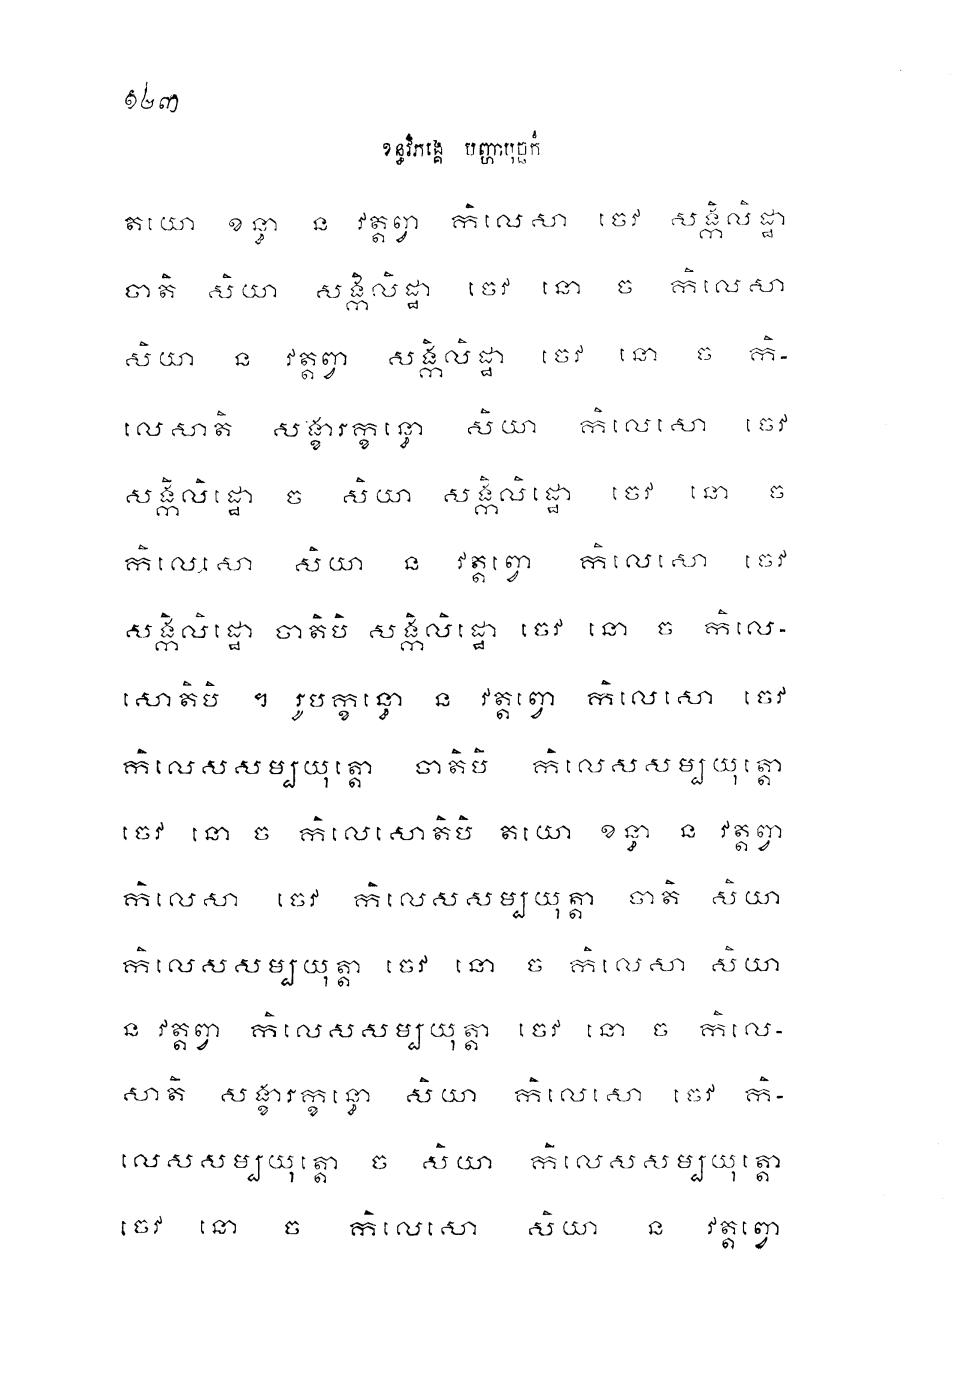 ១២៣
ខន្ធវិភង្គេ បញ្ហាបុច្ឆកំ
តយោ ខន្ធា ន វត្តព្វា កិលេសា ចេវ សង្កិលិដ្ឋា
ចាតិ សិយា សង្កិលិដ្ឋា ចេវ នោ ច កិលេសា
សិយា ន វត្តព្វា សង្កិលិដ្ឋា ចេវ នោ ច កិ-
លេសាតិ សង្ខារក្ខន្ធោ សិយា កិលេសោ ចេវ
សង្កិលិដ្ឋោ ច សិយា សង្កិលិដ្ឋោ ចេវ នោ ច
កិលេសោ សិយា ន វត្តព្វោ កិលេសោ ចេវ
សង្កិលិដ្ឋោ ចាតិបិ សង្កិលិដ្ឋោ ចេវ នោ ច កិលេ-
សោតិបិ ។ រូបក្ខន្ធោ ន វត្តព្វោ កិលេសោ ចេវ
កិលេសសម្បយុត្តោ ចាតិបិ កិលេសសម្បយុត្តោ
ចេវ នោ ច កិលេសោតិបិ តយោ ខន្ធា ន វត្តព្វា
កិលេសា ចេវ កិលេសសម្បយុត្តា ចាតិ សិយា
កិលេសសម្បយុត្តា ចេវ នោ ច កិលេសា សិយា
ន វត្តព្វា កិលេសសម្បយុត្តា ចេវ នោ ច កិលេ-
សាតិ សង្ខារក្ខន្ធោ សិយា កិលេសោ ចេវ កិ-
លេសសម្បយុត្តោ ច សិយា កិលេសសម្បយុត្តោ
ចេវ នោ ច កិលេសោ សិយា ន វត្តព្វោ